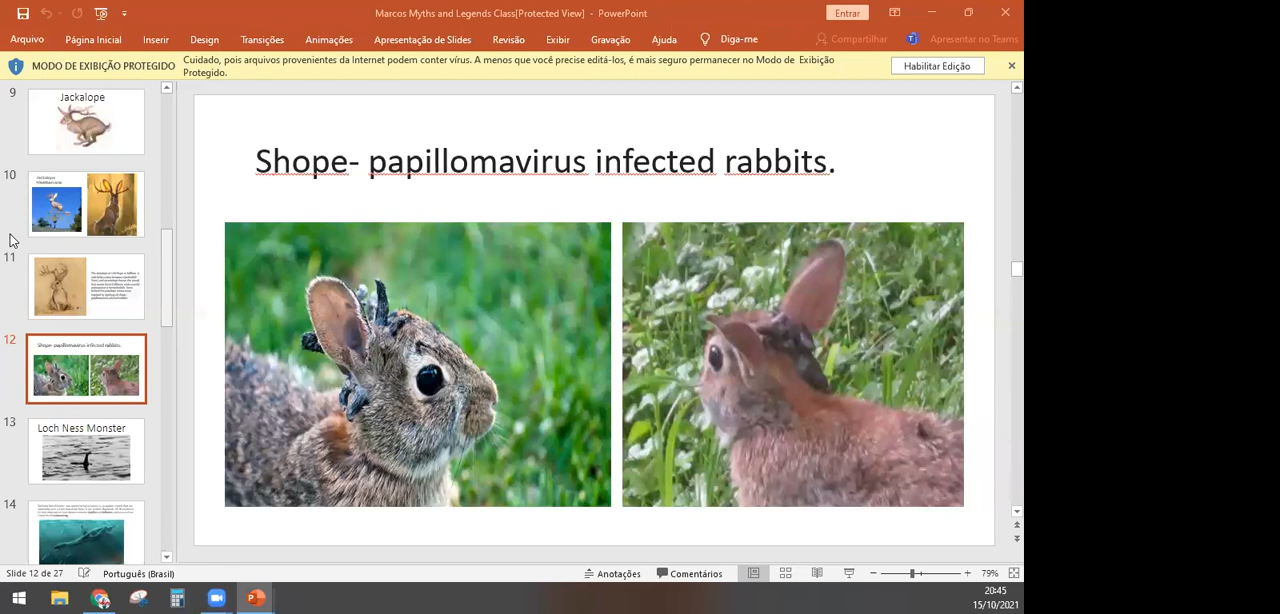 Marcos Myths and Legends Class[Protected View] - PowerPoint
Entrar
Arquivo Página Inicial Inserir Design Transições Animações Apresentação de Slides Revisão Exibir Gravação Ajuda Diga-me Compartilhar Apresentar no Teams
MODO DE EXIBIÇÃO PROTEGIDO Cuidado, pois arquivos provenientes da Internet podem conter vírus. A menos que você precise editá-los, é mais seguro permanecer no Modo de Exibição
Protegido.
Habilitar Edição
9
Jackalope
10
11
12
Shope- papillomavirus infected rabbits.
13
Loch Ness Monster
14
Shope- papillomavirus infected rabbits.
Slide 12 de 27 Português (Brasil) Anotações Comentários 79%
20:45
15/10/2021